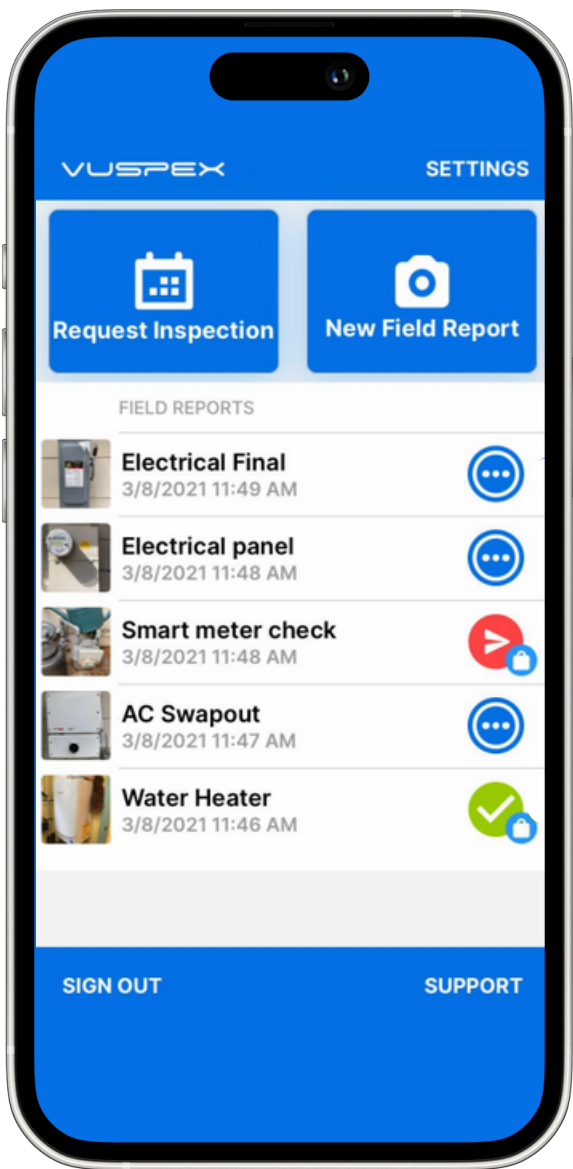 VUSPEX
SETTINGS
Request Inspection
New Field Report
FIELD REPORTS
Electrical Final
3/8/2021 11:49 AM
Electrical panel
3/8/2021 11:48 AM
Smart meter check
3/8/2021 11:48 AM
AC Swapout
3/8/2021 11:47 AM
Water Heater
3/8/2021 11:46 AM
SIGN OUT
SUPPORT